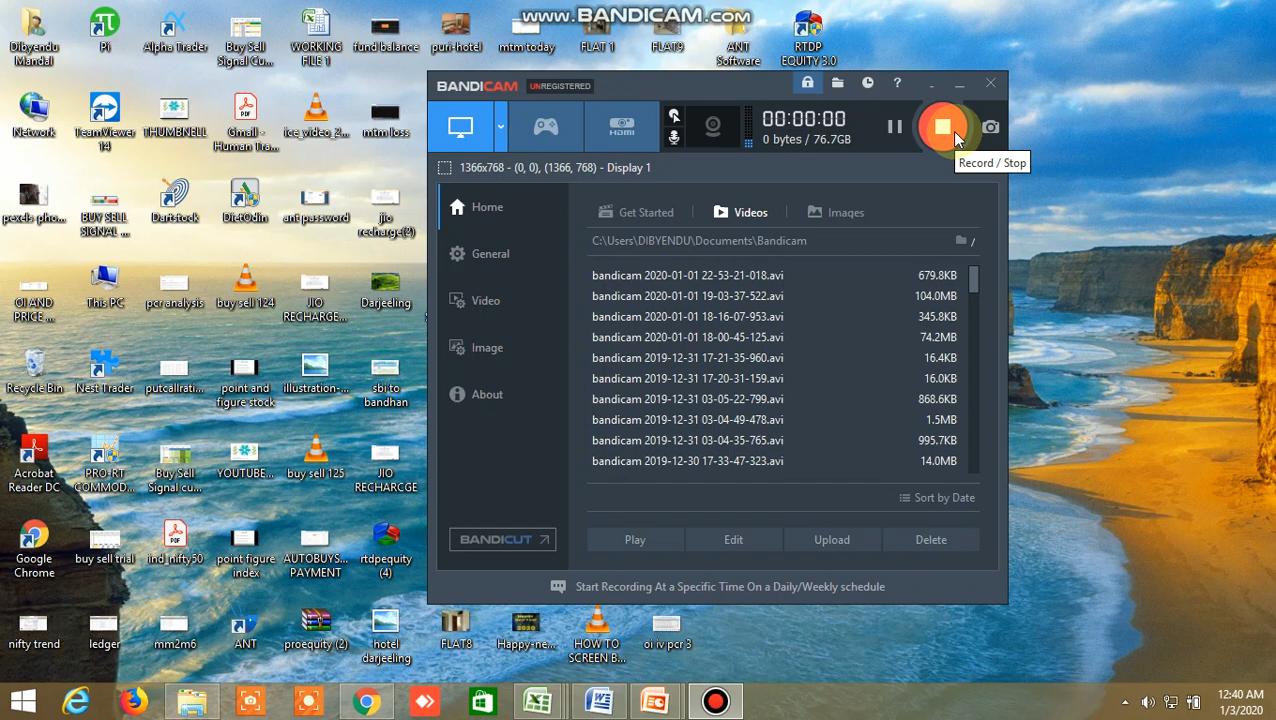 www.BANDICAM.com
Dibyendu
Mandal
Pi
Alpha Trader
Buy Sell
Signal Cu...
WORKING
FILE 1
fund balance
puri-hotel
mtm today
FLAT 1
FLAT9
ANT
Software
RTDP
EQUITY 3.0
Network
TeamViewer
14
THUMBNELL
Gmail -
Human Tra...
ice_video_2...
mtm loss
pexels-pho...
BUY SELL
SIGNAL ...
Dartstock
DictOdin
ant password
jio
recharge(2)
OI AND
PRICE ...
This PC
pcr analysis
buy sell 124
JIO
RECHARGE...
Darjeeling
Recycle Bin
Nest Trader
putcallrati...
point and
figure stock
illustration-...
sbi to
bandhan
Acrobat
Reader DC
PRO-RT
COMMOD...
Buy Sell
Signal cu...
YOUTUBE...
buy sell 125
JIO
RECHARGE
Google
Chrome
buy sell trial
ind_nifty50
point figure
index
AUTOBUYS...
PAYMENT
rtdpequity
(4)
nifty trend
ledger
mm2m6
ANT
proequity (2)
hotel
darjeeling
FLAT8
Happy-ne...
HOW TO
SCREEN B...
oi iv pcr 3
BANDICAM UNREGISTERED
?
HDMI
00:00:00
0 bytes / 76.7GB
Record / Stop
1366x768 - (0, 0), (1366, 768) - Display 1
Home
General
Video
Image
About
BANDICUT
Get Started
Videos
Images
C:\Users\DIBYENDU\Documents\Bandicam
/
bandicam 2020-01-01 22-53-21-018.avi 679.8KB
bandicam 2020-01-01 19-03-37-522.avi 104.0MB
bandicam 2020-01-01 18-16-07-953.avi 345.8KB
bandicam 2020-01-01 18-00-45-125.avi 74.2MB
bandicam 2019-12-31 17-21-35-960.avi 16.4KB
bandicam 2019-12-31 17-20-31-159.avi 16.0KB
bandicam 2019-12-31 03-05-22-799.avi 868.6KB
bandicam 2019-12-31 03-04-49-478.avi 1.5MB
bandicam 2019-12-31 03-04-35-765.avi 995.7KB
bandicam 2019-12-30 17-33-47-323.avi 14.0MB
Sort by Date
Play
Edit
Upload
Delete
Start Recording At a Specific Time On a Daily/Weekly schedule
12:40 AM
1/3/2020